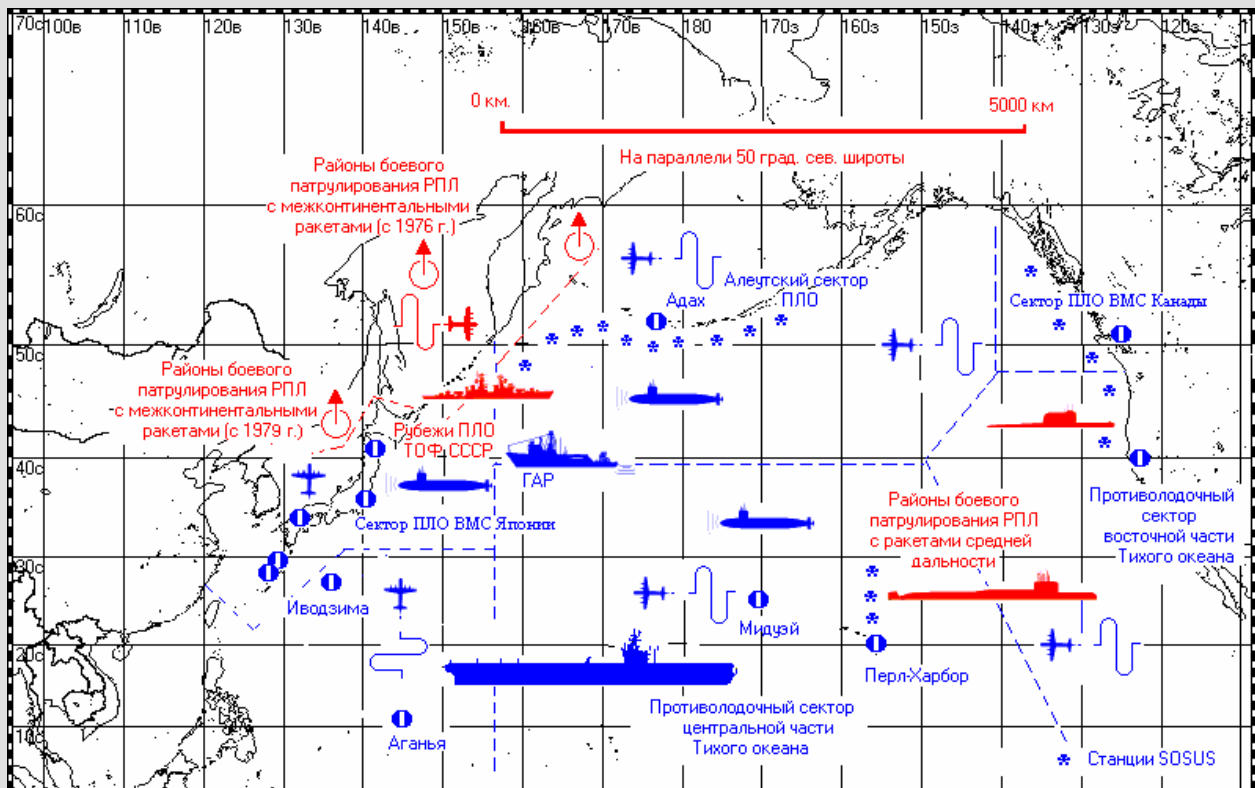 70с 100в 110в 120в 130в 140в 150в 160в 170в 180 170з 160з 150з 140з 130з 120з
0 км.
5000 км
На параллели 50 град. сев. широты
Районы боевого
патрулирования РПЛ
с межконтинентальными
ракетами (с 1976 г.)
60с
Алеутский сектор
ПЛО
Адах
Сектор ПЛО ВМС Канады
50с
Районы боевого
патрулирования РПЛ
с межконтинентальными
ракетами (с 1979 г.)
Рубежи ПЛО
ТОФ СССР
40с
ГАР
Сектор ПЛО ВМС Японии
Районы боевого
патрулирования РПЛ
с ракетами средней
дальности
Противолодочный
сектор
восточной части
Тихого океана
30с
Иводзима
Мидуэй
20с
Перл-Харбор
Противолодочный сектор
центральной части
Тихого океана
10с
Аганья
Станции SOSUS